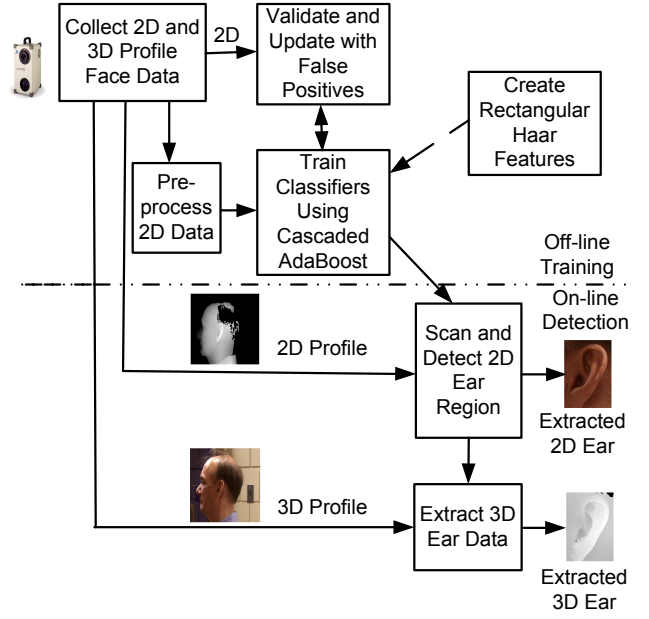 Collect 2D and
3D Profile
Face Data
2D
Validate and
Update with
False
Positives
Create
Rectangular
Haar
Features
Pre-
process
2D Data
Train
Classifiers
Using
Cascaded
AdaBoost
Off-line
Training
On-line
Detection
2D Profile
Scan and
Detect 2D
Ear
Region
Extracted
2D Ear
3D Profile
Extract 3D
Ear Data
Extracted
3D Ear